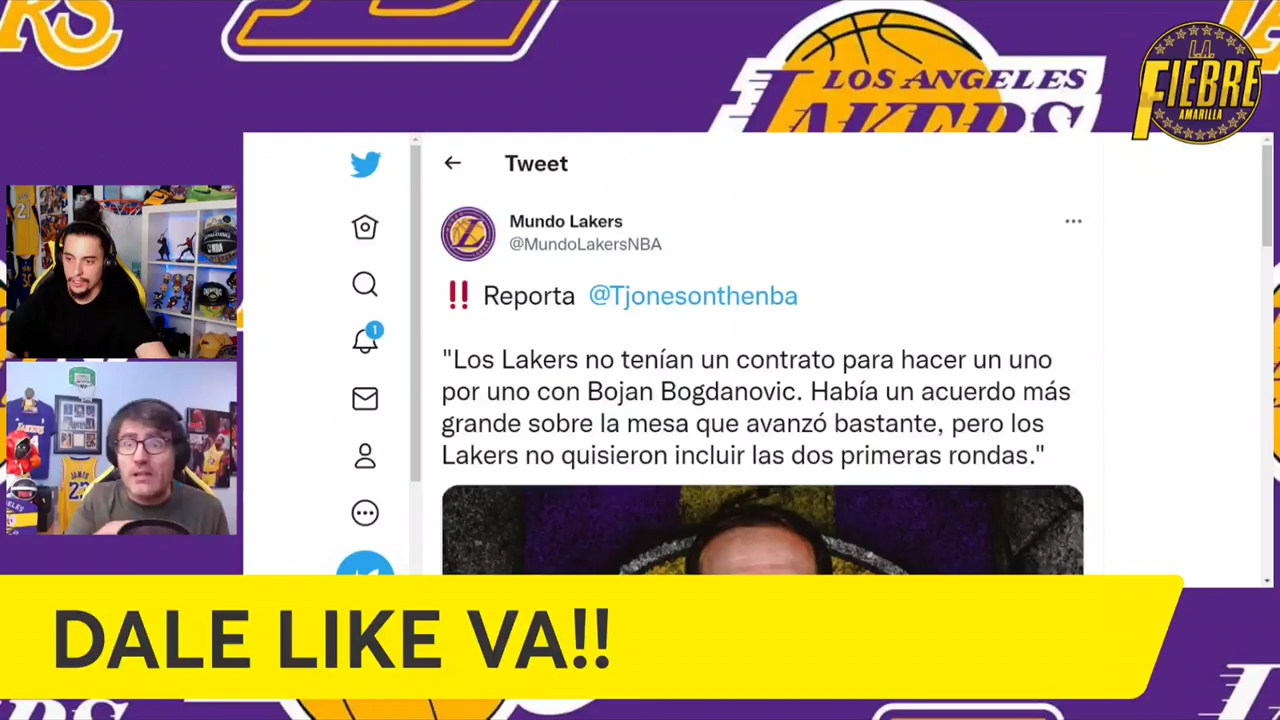 LOS ANGELES
LAKERS
L.A.
FIEBRE
AMARILLA
Tweet
Mundo Lakers
@MundoLakersNBA
‼ Reporta @Tjonesonthenba
"Los Lakers no tenían un contrato para hacer un uno
por uno con Bojan Bogdanovic. Había un acuerdo más
grande sobre la mesa que avanzó bastante, pero los
Lakers no quisieron incluir las dos primeras rondas."
1
DALE LIKE VA!!